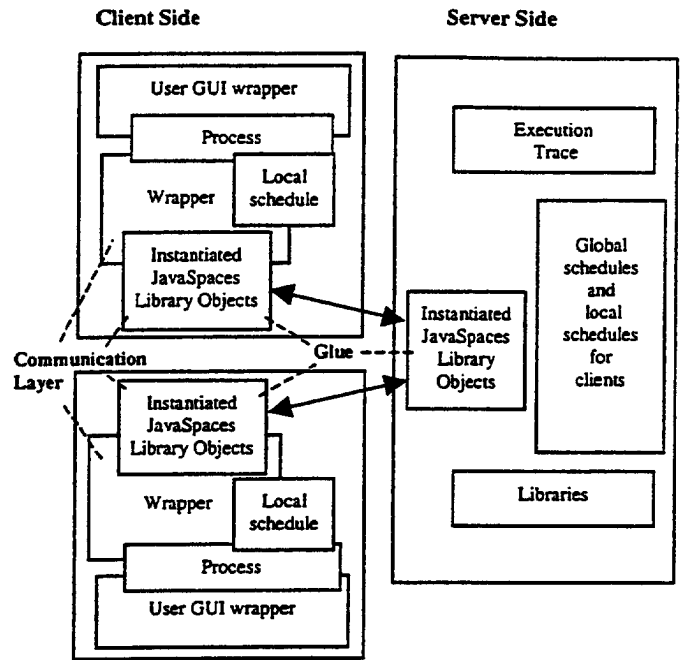 Client Side
Server Side
User GUI wrapper
Process
Wrapper
Local
schedule
Instantiated
JavaSpaces
Library Objects
Communication
Layer
Glue
Instantiated
JavaSpaces
Library Objects
Wrapper
Local
schedule
Process
User GUI wrapper
Execution
Trace
Global
schedules
and
local
schedules
for
clients
Instantiated
JavaSpaces
Library
Objects
Libraries